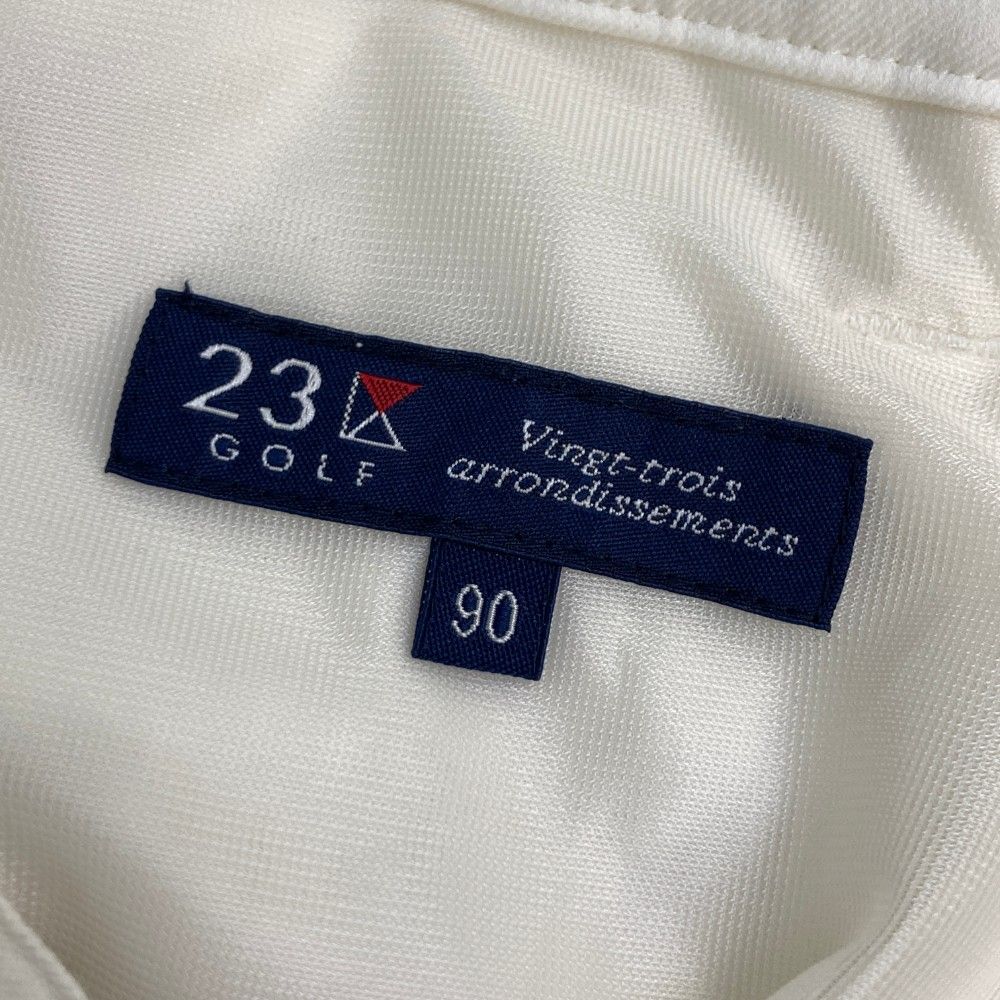 23
GOLF
Vingt-trois
arrondissements
90